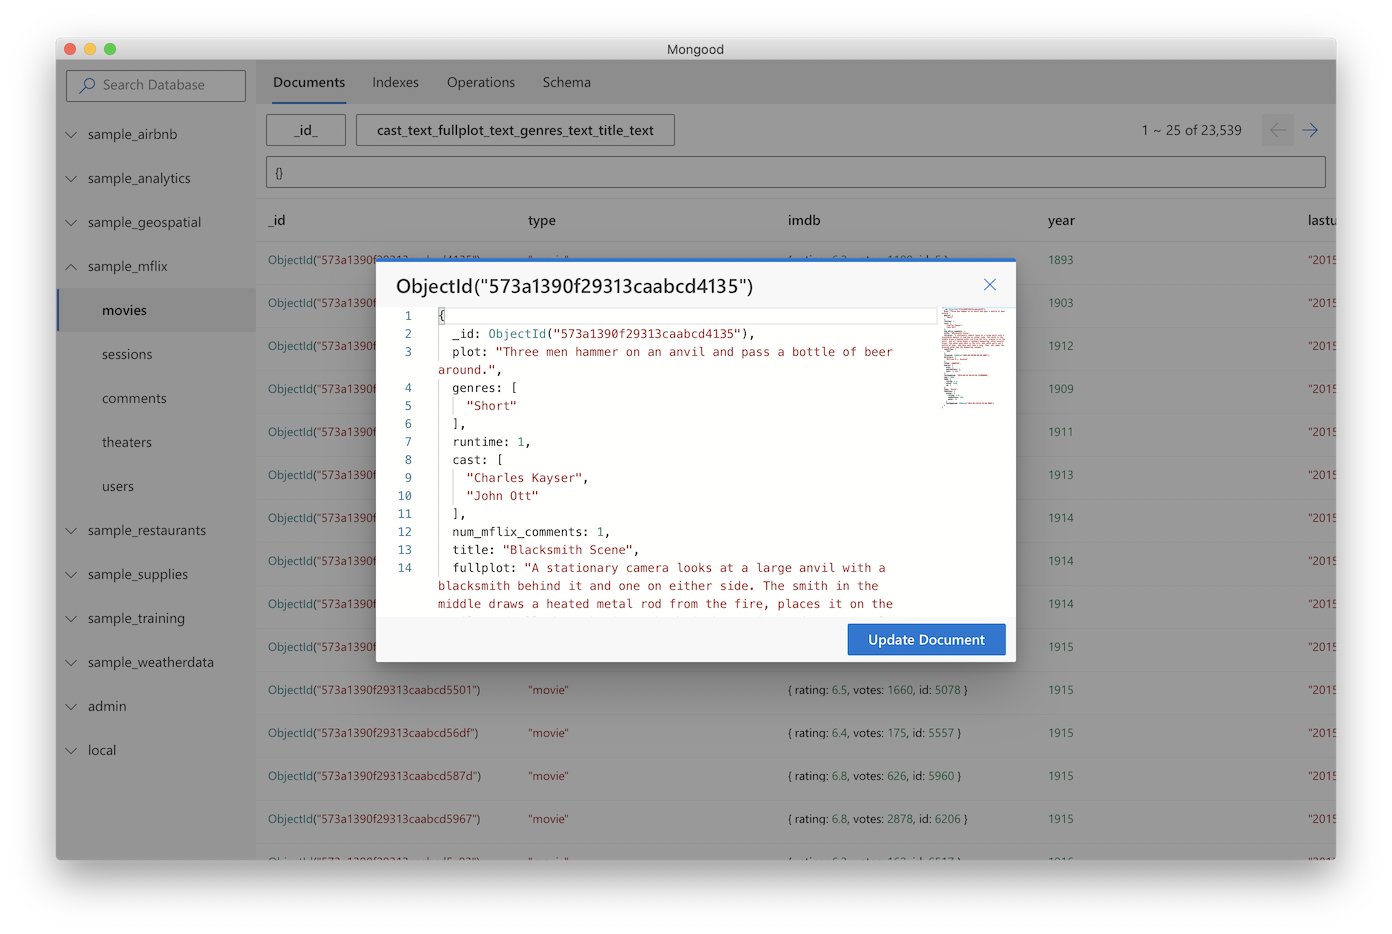 Mongood
Search Database
Documents Indexes Operations Schema
sample_airbnb
sample_analytics
sample_geospatial
sample_mflix
movies
sessions
comments
theaters
users
sample_restaurants
sample_supplies
sample_training
sample_weatherdata
admin
local
_id_ cast_text_fullplot_text_genres_text_title_text 1 ~ 25 of 23,539
{}
_id type imdb year lastu
1893
"2015
ObjectId("573a1390f 1903 "2015
ObjectId("573a1390f 1912 "2015
ObjectId("573a1390f 1909 "2015
ObjectId("573a1390f 1911 "2015
ObjectId("573a1390f 1913 "2015
ObjectId("573a1390f 1914 "2015
ObjectId("573a1390f 1914 "2015
ObjectId("573a1390f 1914 "2015
ObjectId("573a1390f 1915 "2015
ObjectId("573a1390f29313caabcd5501") "movie" { rating: 6.5, votes: 1660, id: 5078 } 1915 "2015
ObjectId("573a1390f29313caabcd56df") "movie" { rating: 6.4, votes: 175, id: 5557 } 1915 "2015
ObjectId("573a1390f29313caabcd587d") "movie" { rating: 6.8, votes: 626, id: 5960 } 1915 "2015
ObjectId("573a1390f29313caabcd5967") "movie" { rating: 6.8, votes: 2878, id: 6206 } 1915 "2015
ObjectId("573a1390f29313caabcd4135")
1 {
2 _id: ObjectId("573a1390f29313caabcd4135"),
3 plot: "Three men hammer on an anvil and pass a bottle of beer
around.",
4 genres: [
5 "Short"
6 ],
7 runtime: 1,
8 cast: [
9 "Charles Kayser",
10 "John Ott"
11 ],
12 num_mflix_comments: 1,
13 title: "Blacksmith Scene",
14 fullplot: "A stationary camera looks at a large anvil with a
blacksmith behind it and one on either side. The smith in the
middle draws a heated metal rod from the fire, places it on the
Update Document